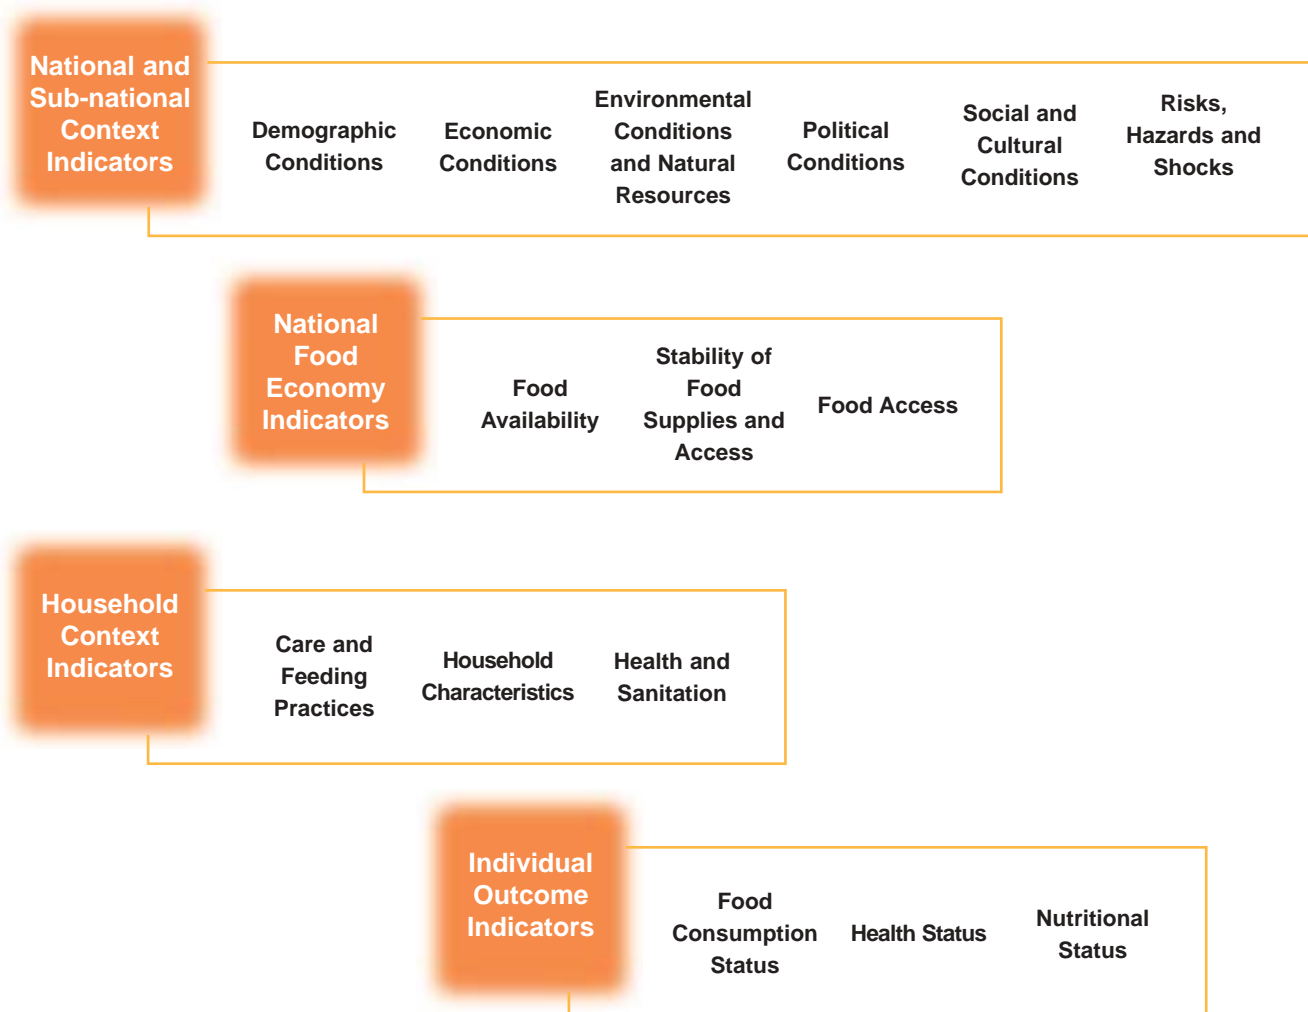 National and
Sub-national
Context
Indicators
Demographic
Conditions
Economic
Conditions
Environmental
Conditions
and Natural
Resources
Political
Conditions
Social and
Cultural
Conditions
Risks,
Hazards and
Shocks
National
Food
Economy
Indicators
Food
Availability
Stability of
Food
Supplies and
Access
Food Access
Household
Context
Indicators
Care and
Feeding
Practices
Household
Characteristics
Health and
Sanitation
Individual
Outcome
Indicators
Food
Consumption
Status
Health Status
Nutritional
Status